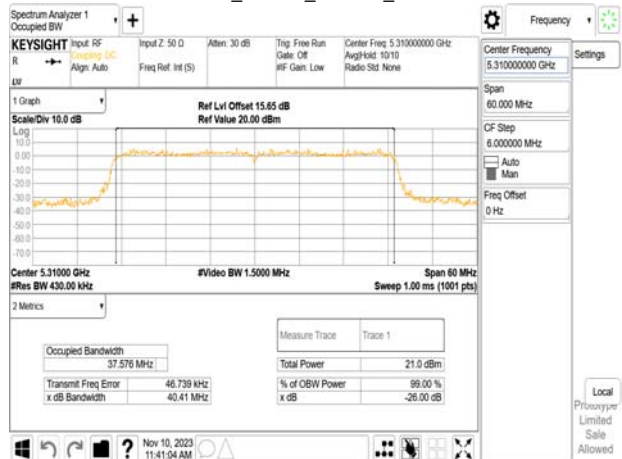 Spectrum Analyzer 1
Occupied BW
+
Frequency
KEYSIGHT
R
Input: RF
Coupling: DC
Align: Auto
Input Z: 50 Ω
Freq Ref: Int (S)
Atten: 30 dB
Trig: Free Run
Gate: Off
#IF Gain: Low
Center Freq: 5.310000000 GHz
Avg|Hold: 10/10
Radio Std: None
Center Frequency
5.310000000 GHz
Settings
Span
60.000 MHz
CF Step
6.000000 MHz
Auto
Man
Freq Offset
0 Hz
1 Graph
Scale/Div 10.0 dB
Ref Lvl Offset 15.65 dB
Ref Value 20.00 dBm
Log
10.0
0.00
-10.0
-20.0
-30.0
-40.0
-50.0
-60.0
-70.0
Center 5.31000 GHz
#Res BW 430.00 kHz
#Video BW 1.5000 MHz
Span 60 MHz
Sweep 1.00 ms (1001 pts)
2 Metrics
Measure Trace
Trace 1
Occupied Bandwidth
37.576 MHz
Total Power
21.0 dBm
Transmit Freq Error
46.739 kHz
% of OBW Power
99.00 %
x dB Bandwidth
40.41 MHz
x dB
-26.00 dB
Local
Prototype
Limited
Sale
Allowed
?
Nov 10, 2023
11:41:04 AM